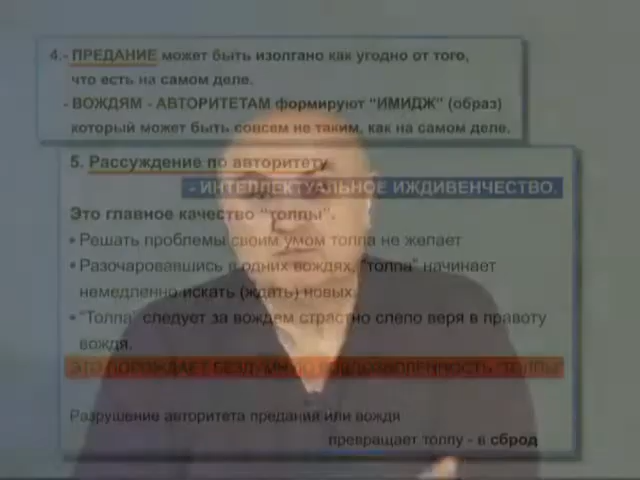 4.- ПРЕДАНИЕ может быть изолгано как угодно от того,
что есть на самом деле.
- ВОЖДЯМ - АВТОРИТЕТАМ формируют "ИМИДЖ" (образ)
который может быть совсем не таким, как на самом деле.
5. Рассуждение по авторитету
- ИНТЕЛЛЕКТУАЛЬНОЕ ИЖДИВЕНЧЕСТВО.
Это главное качество "толпы".
• Решать проблемы своим умом толпа не желает
• Разочаровавшись в одних вождях, "толпа" начинает
немедленно искать (ждать) новых.
• "Толпа" следует за вождем страстно слепо веря в правоту
вождя.
ЭТО ПОРОЖДАЕТ "ТОЛПЫ"
Разрушение авторитета предания или вождя
превращает толпу - в сброд